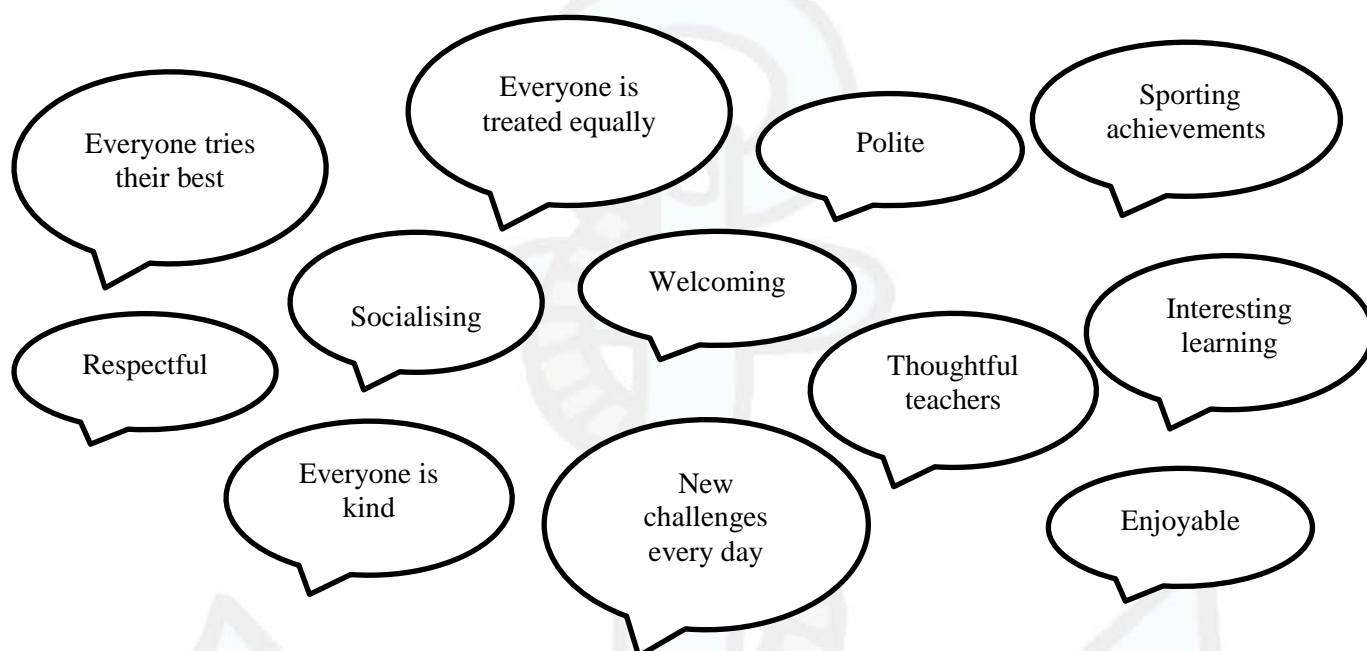 Everyone tries
their best
Everyone is
treated equally
Polite
Sporting
achievements
Socialising
Welcoming
Interesting
learning
Respectful
Thoughtful
teachers
Everyone is
kind
New
challenges
every day
Enjoyable